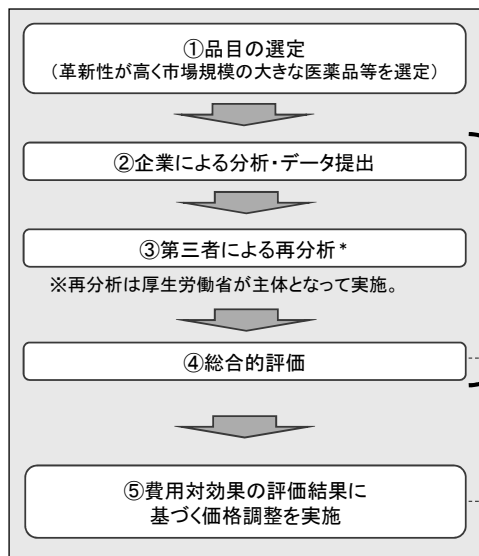 ①品目の選定
（革新性が高く市場規模の大きな医薬品等を選定）
②企業による分析・データ提出
③第三者による再分析*
※再分析は厚生労働省が主体となって実施。
④総合的評価
⑤費用対効果の評価結果に
基づく価格調整を実施